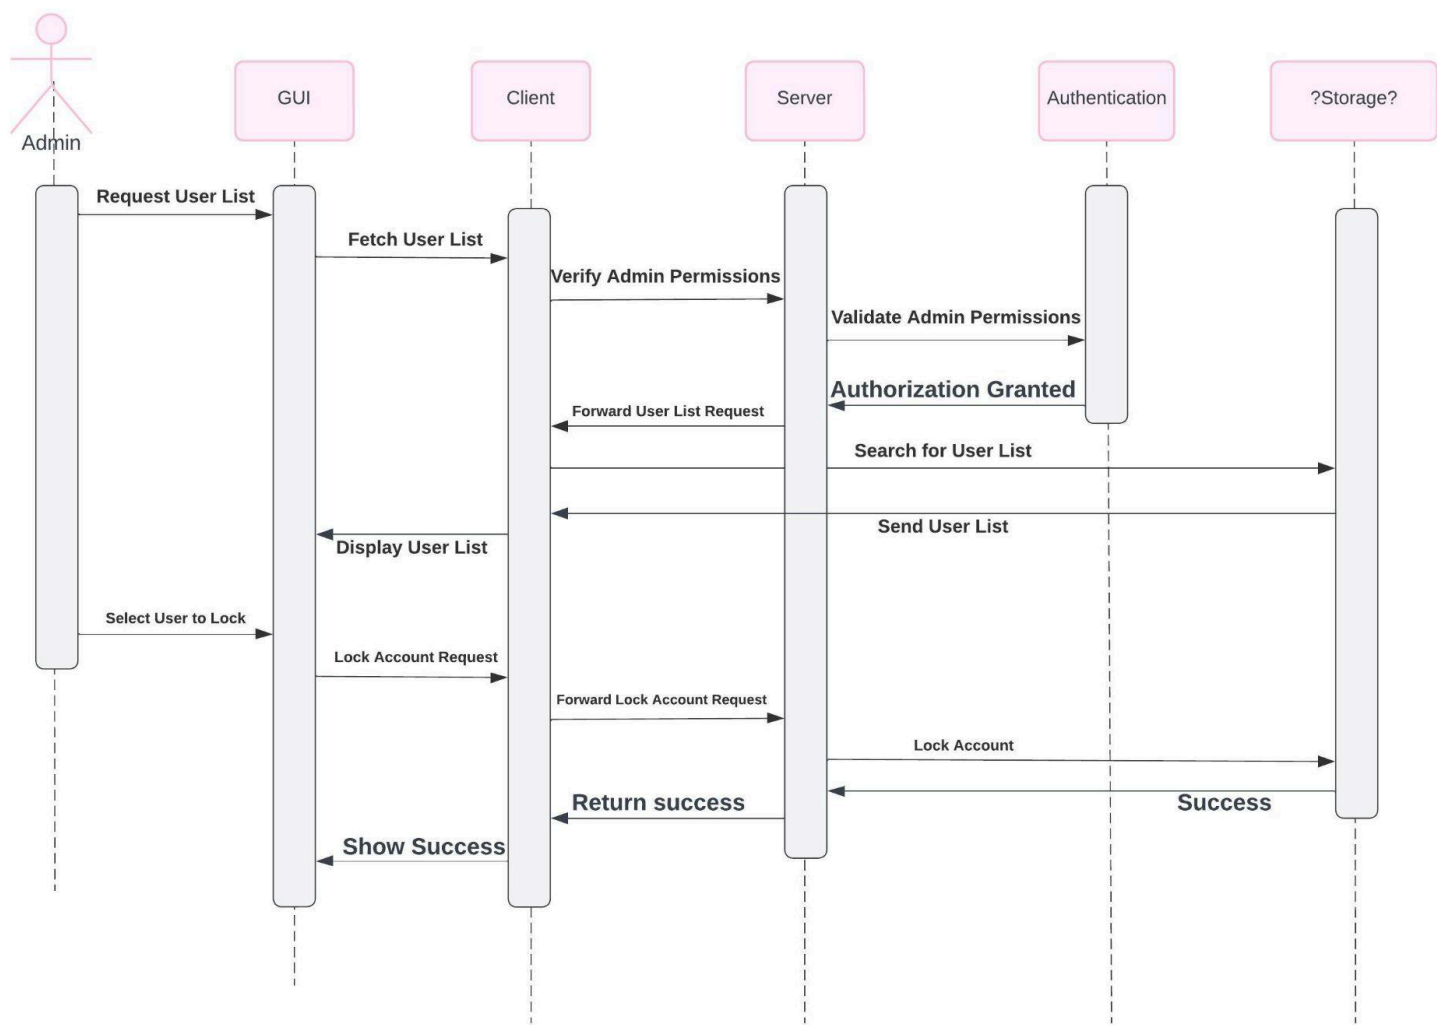 Admin
GUI
Client
Server
Authentication
?Storage?
Request User List
Fetch User List
Verify Admin Permissions
Validate Admin Permissions
Authorization Granted
Forward User List Request
Search for User List
Send User List
Display User List
Select User to Lock
Lock Account Request
Forward Lock Account Request
Lock Account
Success
Return success
Show Success